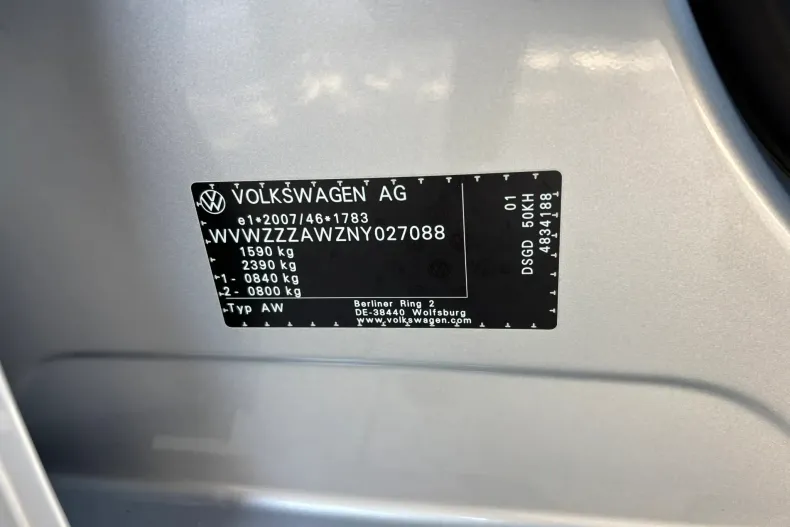 VOLKSWAGEN AG
e1*2007/46*1783
WVWZZZAWZNY027088
1590 kg
2390 kg
1- 0840 kg
2- 0800 kg
Typ AW
Berliner Ring 2
DE-38440 Wolfsburg
www.volkswagen.com
01
DSGD 50KH
4834188